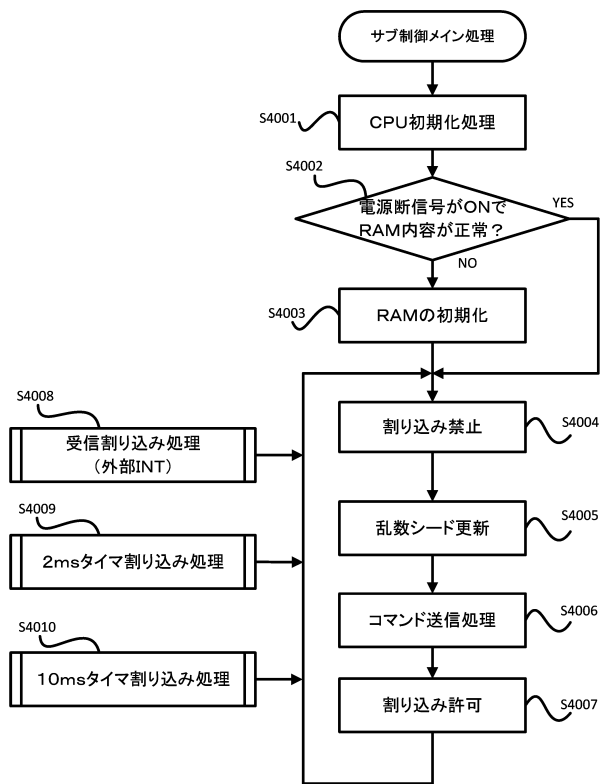 サブ制御メイン処理
S4001
CPU初期化処理
S4002
電源断信号がONで
RAM内容が正常？
YES
NO
S4003
RAMの初期化
S4004
割り込み禁止
S4005
乱数シード更新
S4006
コマンド送信処理
S4007
割り込み許可
S4008
受信割り込み処理
（外部INT）
S4009
2msタイマ割り込み処理
S4010
10msタイマ割り込み処理